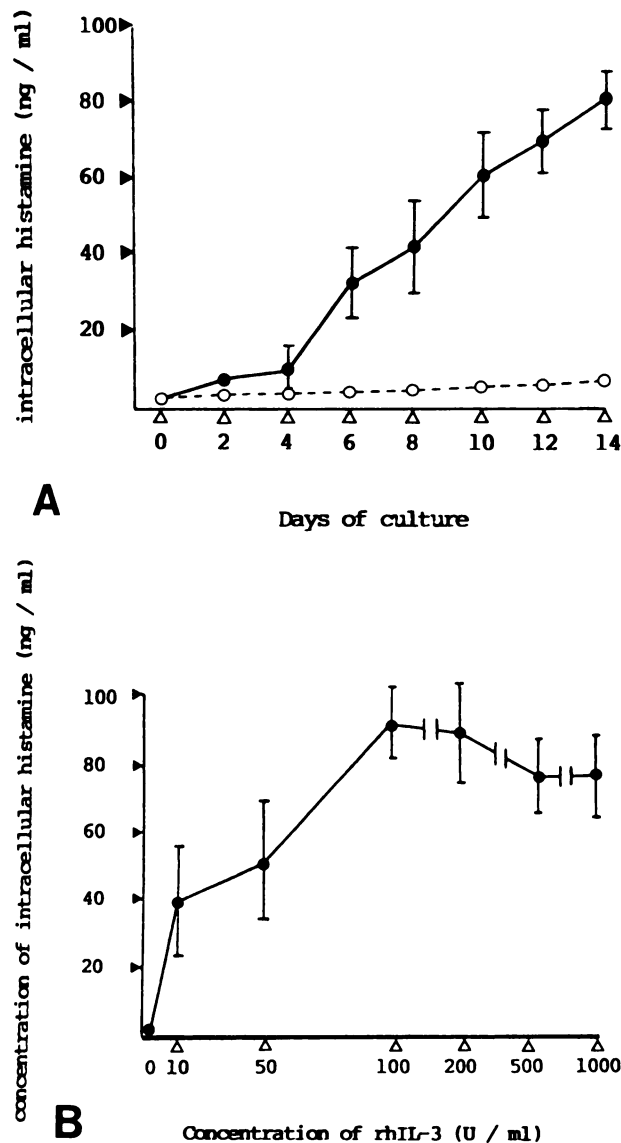 intracellular histamine (ng / ml)
100
80
60
40
20
0 2 4 6 8 10 12 14
A
Days of culture
concentration of intracellular histamine (ng / ml)
100
80
60
40
20
0 10 50 100 200 500 1000
B
Concentration of rhIL-3 (U / ml)